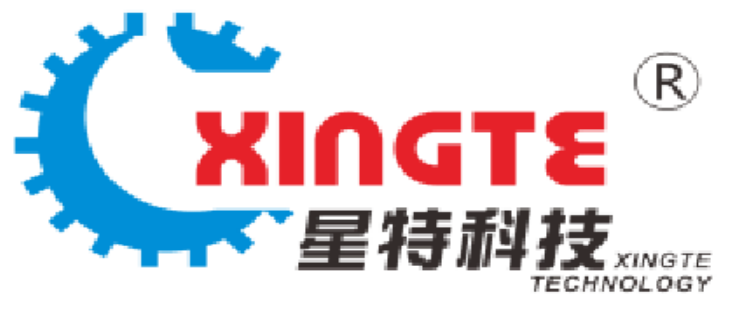 ®
XINGTE
星特科技
XINGTE
TECHNOLOGY